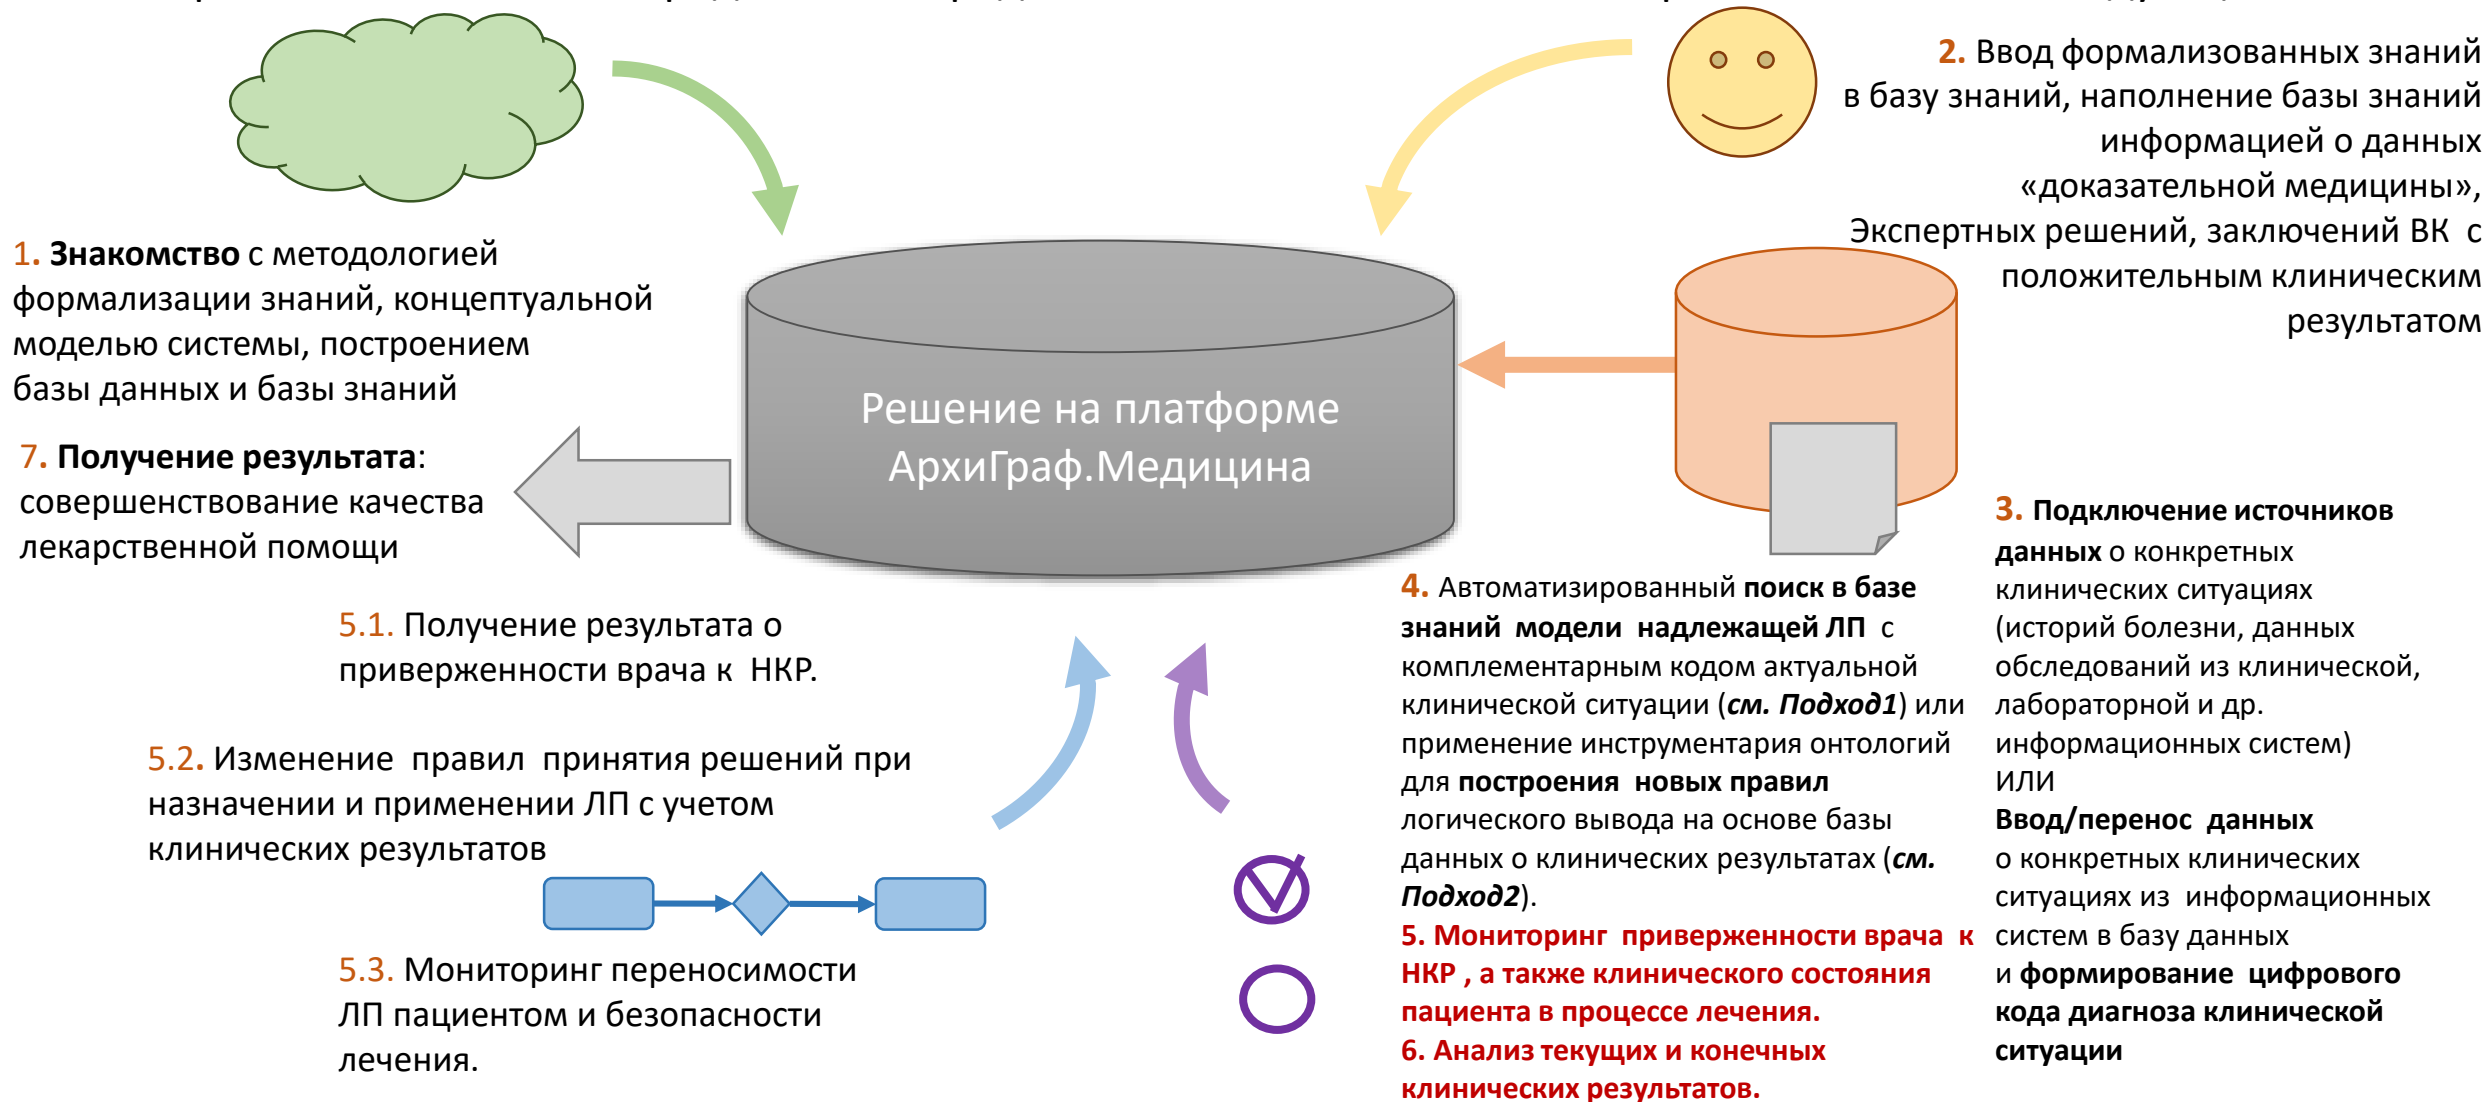 1. Знакомство с методологией
формализации знаний, концептуальной
моделью системы, построением
базы данных и базы знаний
2. Ввод формализованных знаний
в базу знаний, наполнение базы знаний
информацией о данных
«доказательной медицины»,
Экспертных решений, заключений ВК с
положительным клиническим
результатом
Решение на платформе
АрхиГраф.Медицина
7. Получение результата:
совершенствование качества
лекарственной помощи
3. Подключение источников
данных о конкретных
клинических ситуациях
(историй болезни, данных
обследований из клинической,
лабораторной и др.
информационных систем)
ИЛИ
Ввод/перенос данных
о конкретных клинических
ситуациях из информационных
систем в базу данных
и формирование цифрового
кода диагноза клинической
ситуации
4. Автоматизированный поиск в базе
знаний модели надлежащей ЛП с
комплементарным кодом актуальной
клинической ситуации (см. Подход1) или
применение инструментария онтологий
для построения новых правил
логического вывода на основе базы
данных о клинических результатах (см.
Подход2).
5. Мониторинг приверженности врача к
НКР , а также клинического состояния
пациента в процессе лечения.
6. Анализ текущих и конечных
клинических результатов.
5.1. Получение результата о
приверженности врача к НКР.
5.2. Изменение правил принятия решений при
назначении и применении ЛП с учетом
клинических результатов
5.3. Мониторинг переносимости
ЛП пациентом и безопасности
лечения.